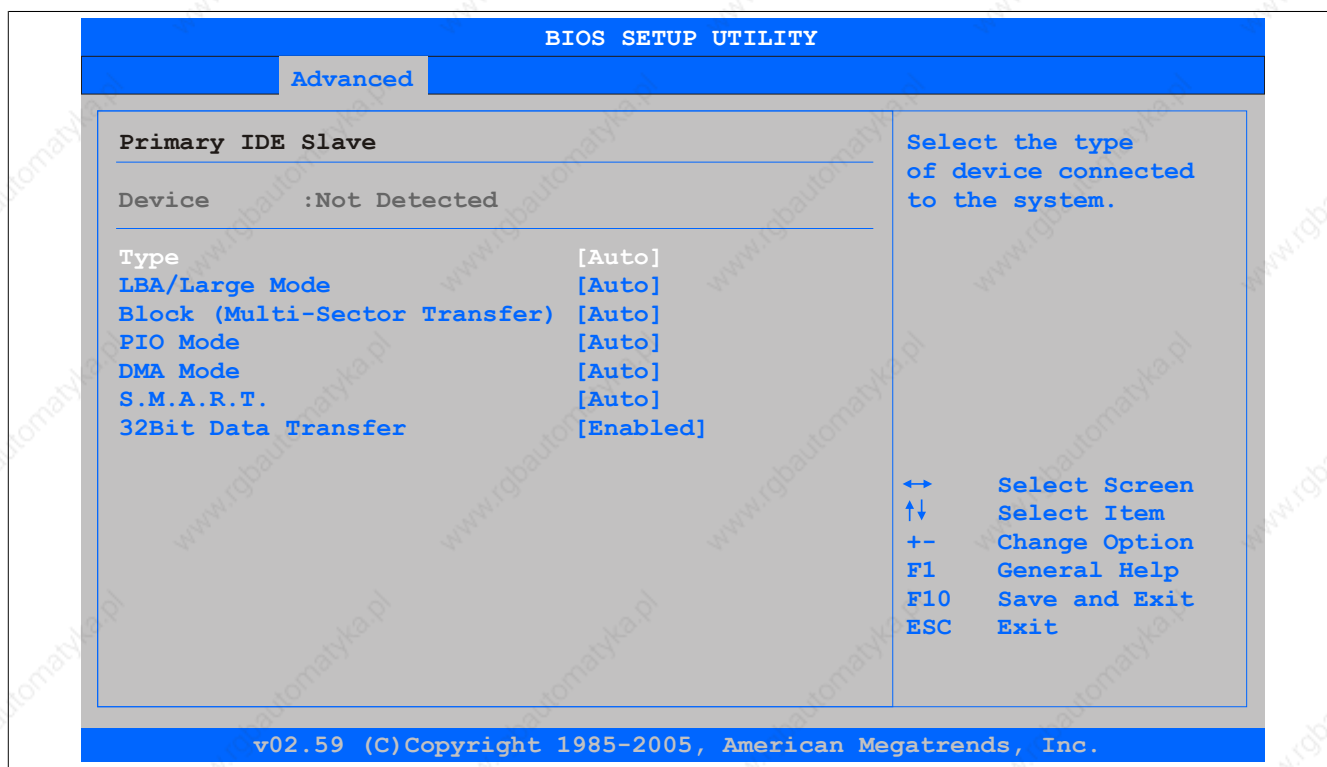 BIOS SETUP UTILITY
Advanced
Primary IDE Slave
Device :Not Detected
Type [Auto]
LBA/Large Mode [Auto]
Block (Multi-Sector Transfer) [Auto]
PIO Mode [Auto]
DMA Mode [Auto]
S.M.A.R.T. [Auto]
32Bit Data Transfer [Enabled]
Select the type
of device connected
to the system.
↔ Select Screen
↑↓ Select Item
+- Change Option
F1 General Help
F10 Save and Exit
ESC Exit
v02.59 (C)Copyright 1985-2005, American Megatrends, Inc.
www.rgbautomatyka.pl